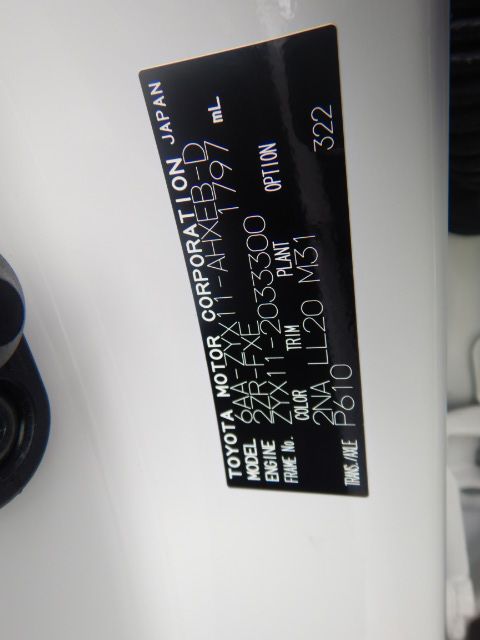 TOYOTA MOTOR CORPORATION JAPAN
MODEL 6AA-ZYX11-AHXEB-D
ENGINE 2ZR-FXE 1797 mL
FRAME No. ZYX11-2033300
COLOR TRIM PLANT OPTION
2NA LL20 M31 322
TRANS./AXLE P610